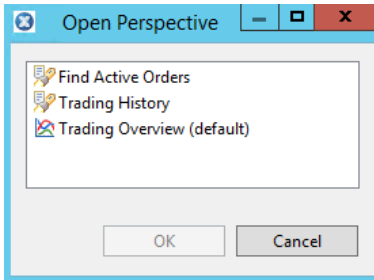 Open Perspective
Find Active Orders
Trading History
Trading Overview (default)
OK
Cancel